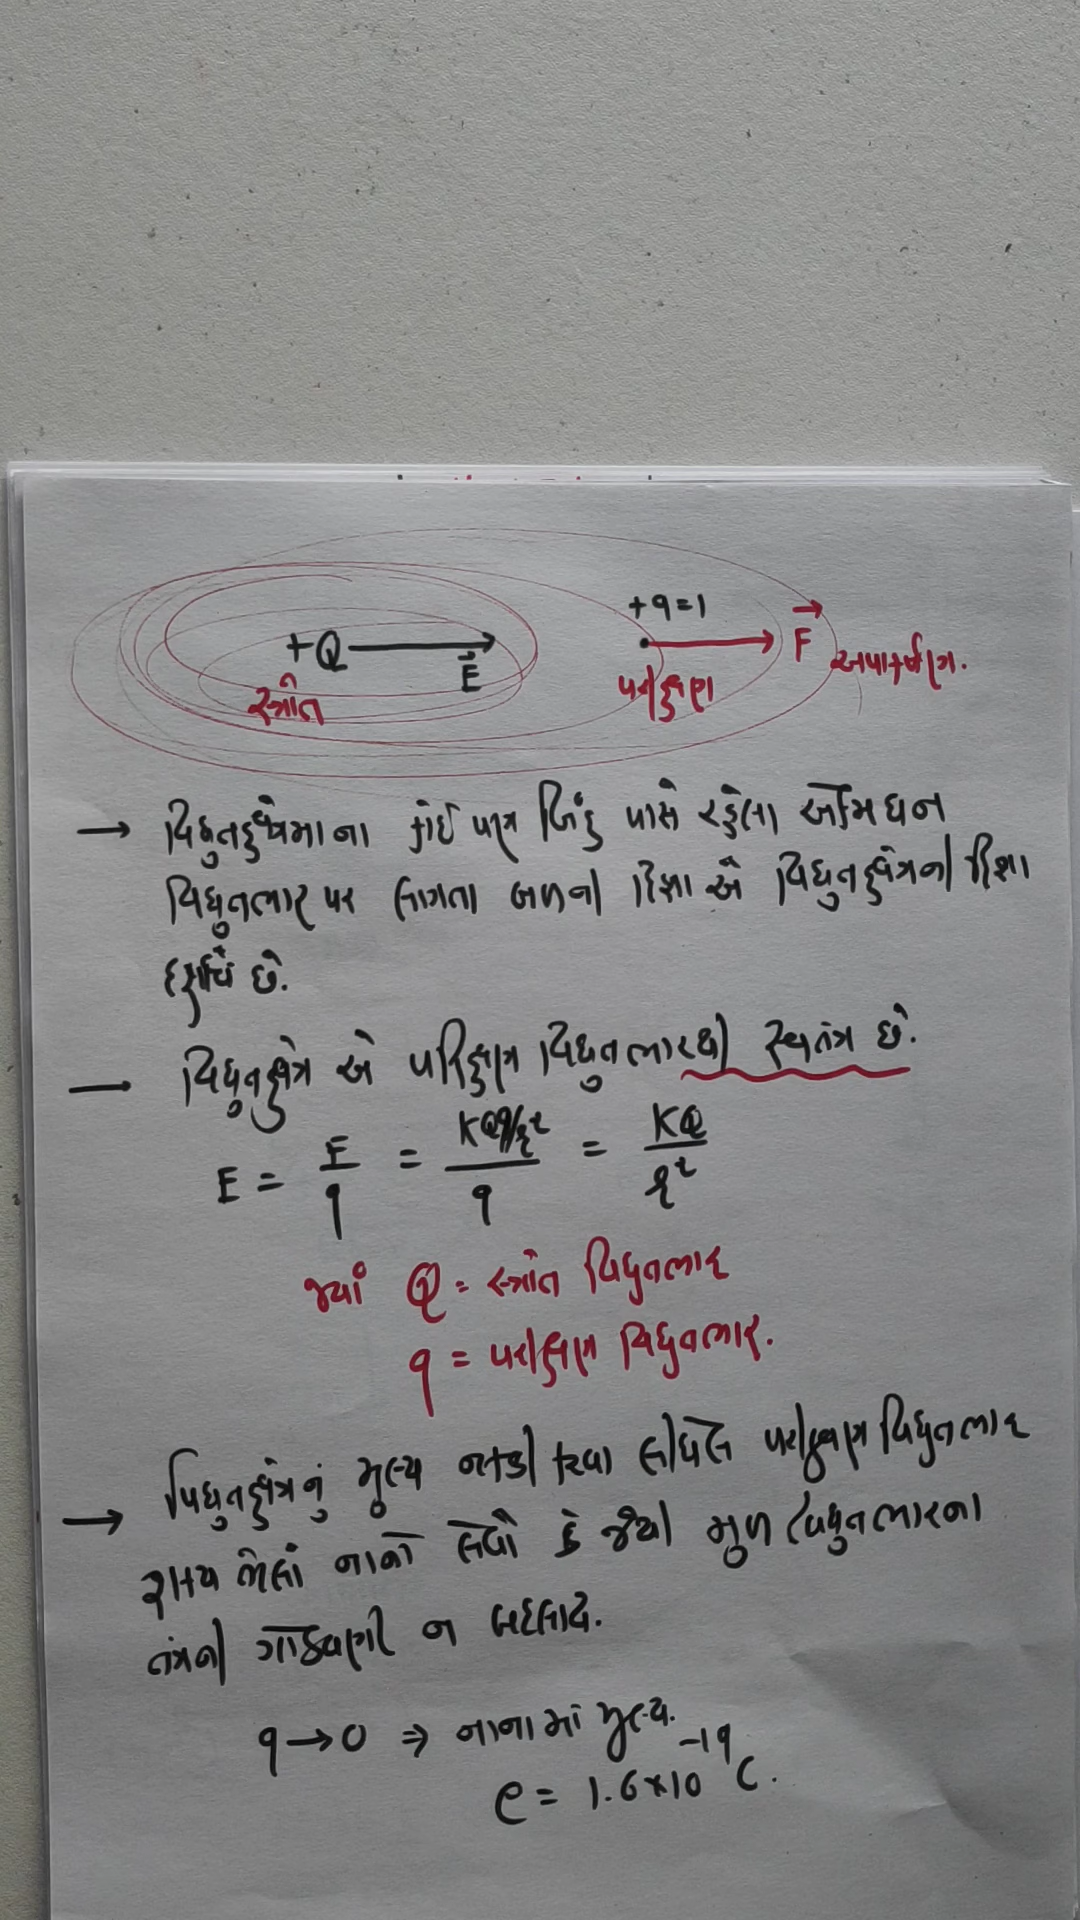 +Q E⃗ +q=1 F⃗ અપાકર્ષણ.
સ્ત્રોત પરીક્ષણ
→ વિધુતક્ષેત્રમાના કોઈ પણ બિંદુ પાસે રહેલા એકમ ધન
વિધુતભાર પર લાગતા બળની દિશા એ વિધુતક્ષેત્રની દિશા
દર્શાવે છે.
— વિધુતક્ષેત્ર એ પરિક્ષણ વિધુતભારથી સ્વતંત્ર છે.
E = F/q = (KQq/r²)/q = KQ/r²
જ્યાં Q = સ્ત્રોત વિધુતભાર
q = પરીક્ષણ વિધુતભાર.
→ વિધુતક્ષેત્રનું મુલ્ય નક્કી કરવા લીધેલ પરીક્ષણ વિધુતભાર
શક્ય તેલાં નાનો લેવો કે જેથી મુળ વિધુતભારના
તંત્રની ગોઠવણી ન બદલાય.
q→0 ⇒ નાનામાં મુલ્ય.
e = 1.6×10⁻¹⁹ C.